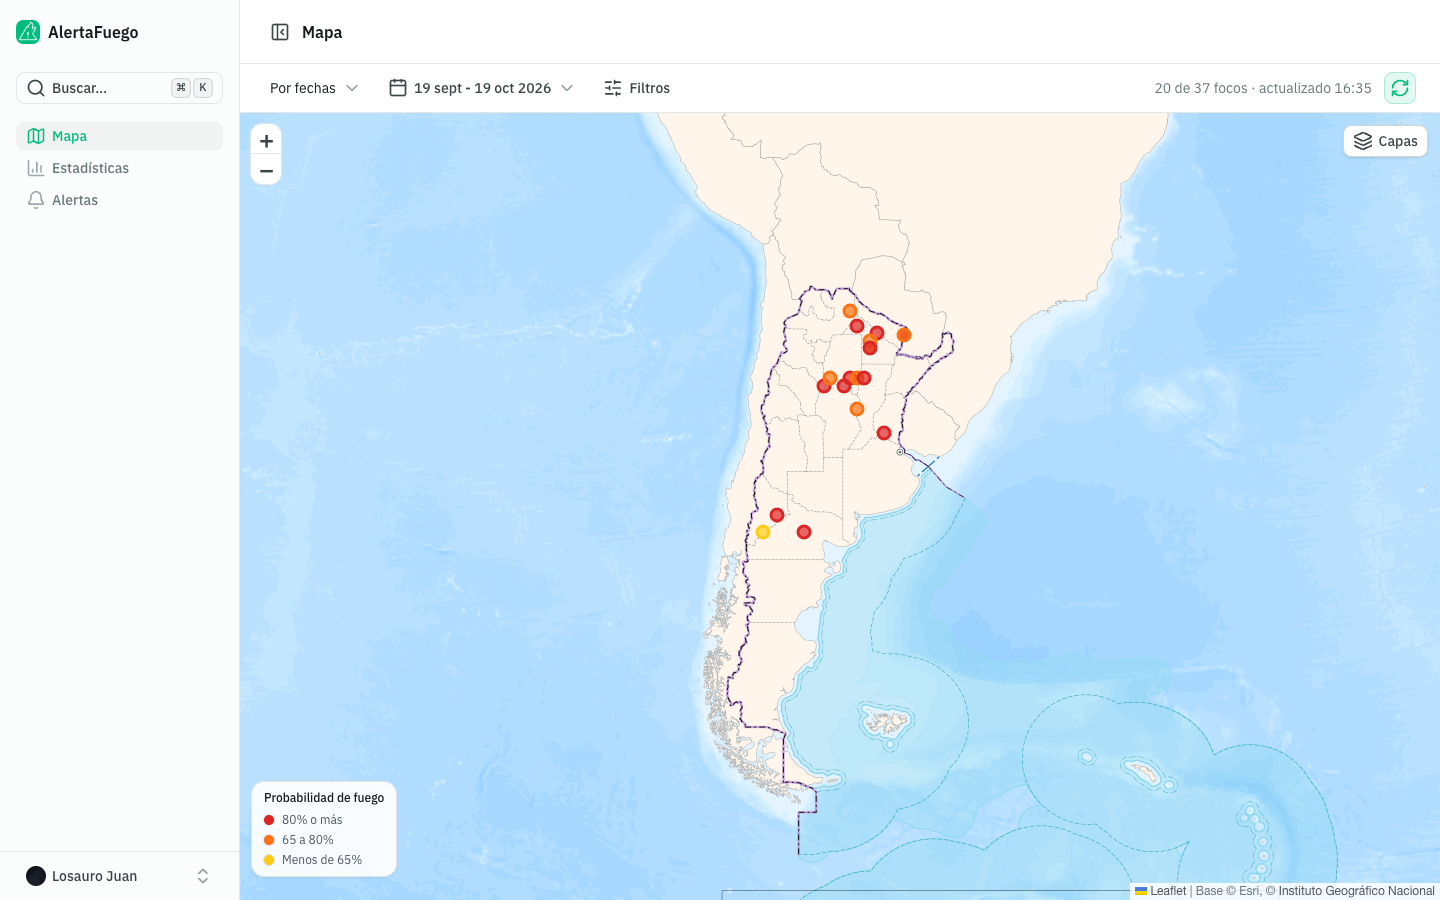 AlertaFuego
Mapa
Buscar...
⌘ K
Mapa
Estadísticas
Alertas
Por fechas
19 sept - 19 oct 2026
Filtros
20 de 37 focos · actualizado 16:35
+
−
Capas
Probabilidad de fuego
80% o más
65 a 80%
Menos de 65%
Losauro Juan
Leaflet | Base © Esri, © Instituto Geográfico Nacional